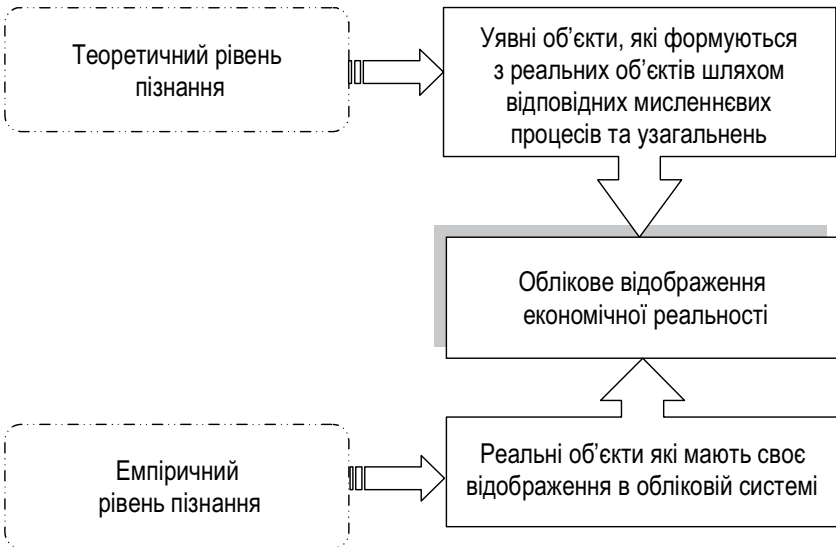 Теоретичний рівень
пізнання
Уявні об’єкти, які формуються
з реальних об’єктів шляхом
відповідних мисленнєвих
процесів та узагальнень
Облікове відображення
економічної реальності
Емпіричний
рівень пізнання
Реальні об’єкти які мають своє
відображення в обліковій системі